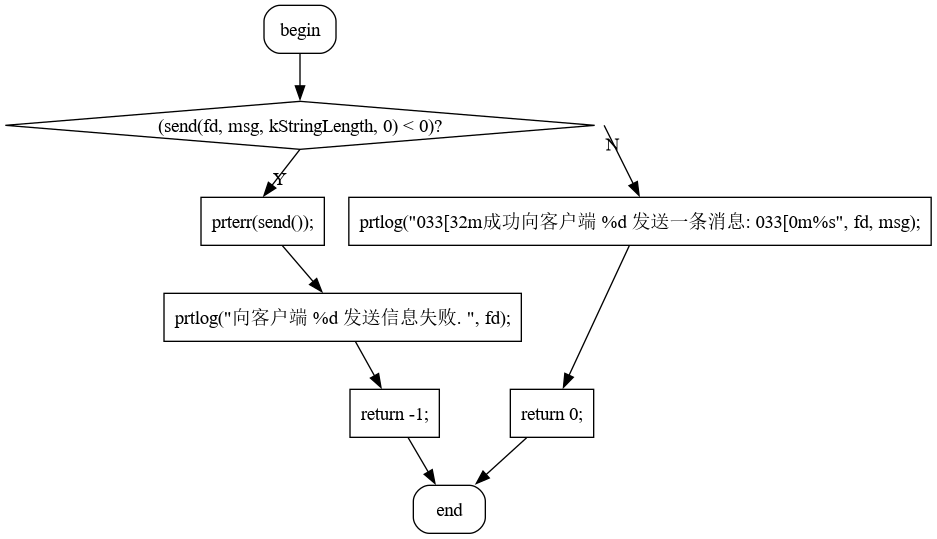 begin
(send(fd, msg, kStringLength, 0) < 0)?
Y
N
prterr(send());
prtlog("033[32m成功向客户端 %d 发送一条消息: 033[0m%s", fd, msg);
prtlog("向客户端 %d 发送信息失败. ", fd);
return -1;
return 0;
end